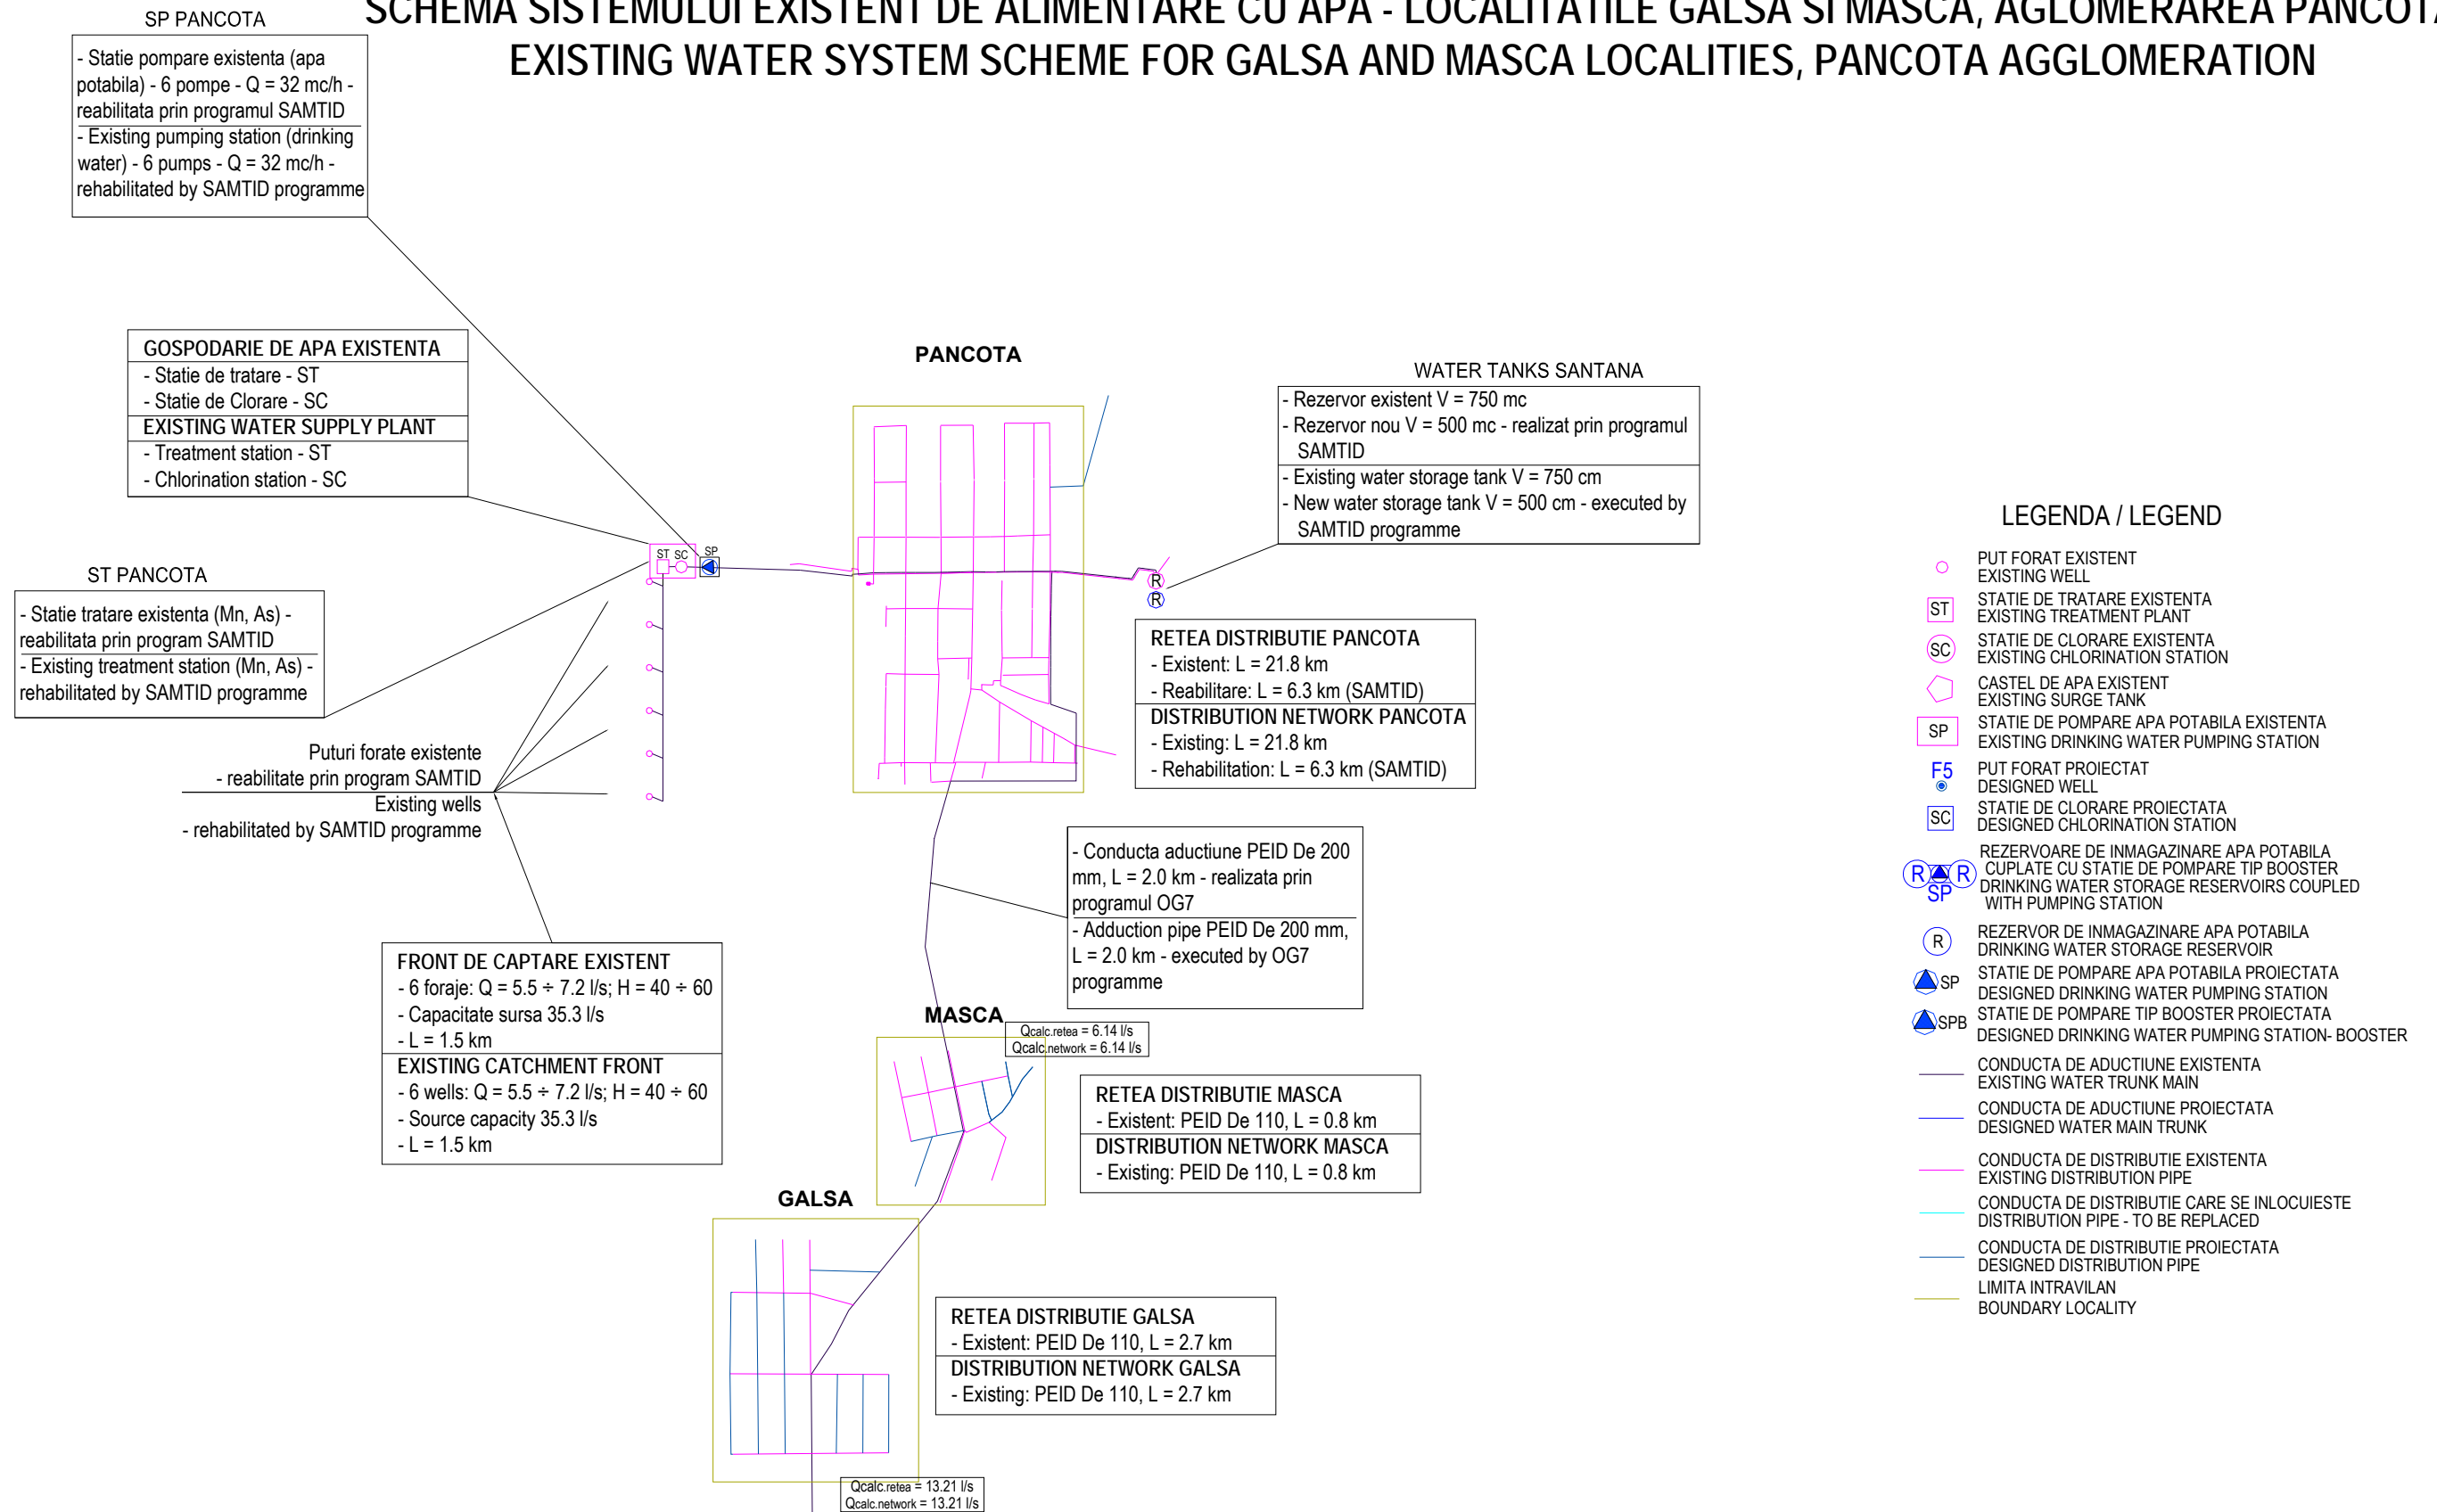 SCHEMA SISTEMULUI EXISTENT DE ALIMENTARE CU APA - LOCALITATILE GALSA SI MASCA, AGLOMERAREA PANCOTA
EXISTING WATER SYSTEM SCHEME FOR GALSA AND MASCA LOCALITIES, PANCOTA AGGLOMERATION
SP PANCOTA
- Statie pompare existenta (apa
potabila) - 6 pompe - Q = 32 mc/h -
reabilitata prin programul SAMTID
- Existing pumping station (drinking
water) - 6 pumps - Q = 32 mc/h -
rehabilitated by SAMTID programme
GOSPODARIE DE APA EXISTENTA
- Statie de tratare - ST
- Statie de Clorare - SC
EXISTING WATER SUPPLY PLANT
- Treatment station - ST
- Chlorination station - SC
ST PANCOTA
- Statie tratare existenta (Mn, As) -
reabilitata prin program SAMTID
- Existing treatment station (Mn, As) -
rehabilitated by SAMTID programme
ST SC SP
Puturi forate existente
- reabilitate prin program SAMTID
Existing wells
- rehabilitated by SAMTID programme
FRONT DE CAPTARE EXISTENT
- 6 foraje: Q = 5.5 ÷ 7.2 l/s; H = 40 ÷ 60
- Capacitate sursa 35.3 l/s
- L = 1.5 km
EXISTING CATCHMENT FRONT
- 6 wells: Q = 5.5 ÷ 7.2 l/s; H = 40 ÷ 60
- Source capacity 35.3 l/s
- L = 1.5 km
PANCOTA
WATER TANKS SANTANA
- Rezervor existent V = 750 mc
- Rezervor nou V = 500 mc - realizat prin programul
SAMTID
- Existing water storage tank V = 750 cm
- New water storage tank V = 500 cm - executed by
SAMTID programme
R
R
RETEA DISTRIBUTIE PANCOTA
- Existent: L = 21.8 km
- Reabilitare: L = 6.3 km (SAMTID)
DISTRIBUTION NETWORK PANCOTA
- Existing: L = 21.8 km
- Rehabilitation: L = 6.3 km (SAMTID)
- Conducta aductiune PEID De 200
mm, L = 2.0 km - realizata prin
programul OG7
- Adduction pipe PEID De 200 mm,
L = 2.0 km - executed by OG7
programme
MASCA
Qcalc.retea = 6.14 l/s
Qcalc.network = 6.14 l/s
RETEA DISTRIBUTIE MASCA
- Existent: PEID De 110, L = 0.8 km
DISTRIBUTION NETWORK MASCA
- Existing: PEID De 110, L = 0.8 km
GALSA
RETEA DISTRIBUTIE GALSA
- Existent: PEID De 110, L = 2.7 km
DISTRIBUTION NETWORK GALSA
- Existing: PEID De 110, L = 2.7 km
Qcalc.retea = 13.21 l/s
Qcalc.network = 13.21 l/s
LEGENDA / LEGEND
PUT FORAT EXISTENT
EXISTING WELL
ST
STATIE DE TRATARE EXISTENTA
EXISTING TREATMENT PLANT
SC
STATIE DE CLORARE EXISTENTA
EXISTING CHLORINATION STATION
CASTEL DE APA EXISTENT
EXISTING SURGE TANK
SP
STATIE DE POMPARE APA POTABILA EXISTENTA
EXISTING DRINKING WATER PUMPING STATION
F5
PUT FORAT PROIECTAT
DESIGNED WELL
SC
STATIE DE CLORARE PROIECTATA
DESIGNED CHLORINATION STATION
R R
SP
REZERVOARE DE INMAGAZINARE APA POTABILA
CUPLATE CU STATIE DE POMPARE TIP BOOSTER
DRINKING WATER STORAGE RESERVOIRS COUPLED
WITH PUMPING STATION
R
REZERVOR DE INMAGAZINARE APA POTABILA
DRINKING WATER STORAGE RESERVOIR
SP
STATIE DE POMPARE APA POTABILA PROIECTATA
DESIGNED DRINKING WATER PUMPING STATION
SPB
STATIE DE POMPARE TIP BOOSTER PROIECTATA
DESIGNED DRINKING WATER PUMPING STATION- BOOSTER
CONDUCTA DE ADUCTIUNE EXISTENTA
EXISTING WATER TRUNK MAIN
CONDUCTA DE ADUCTIUNE PROIECTATA
DESIGNED WATER MAIN TRUNK
CONDUCTA DE DISTRIBUTIE EXISTENTA
EXISTING DISTRIBUTION PIPE
CONDUCTA DE DISTRIBUTIE CARE SE INLOCUIESTE
DISTRIBUTION PIPE - TO BE REPLACED
CONDUCTA DE DISTRIBUTIE PROIECTATA
DESIGNED DISTRIBUTION PIPE
LIMITA INTRAVILAN
BOUNDARY LOCALITY